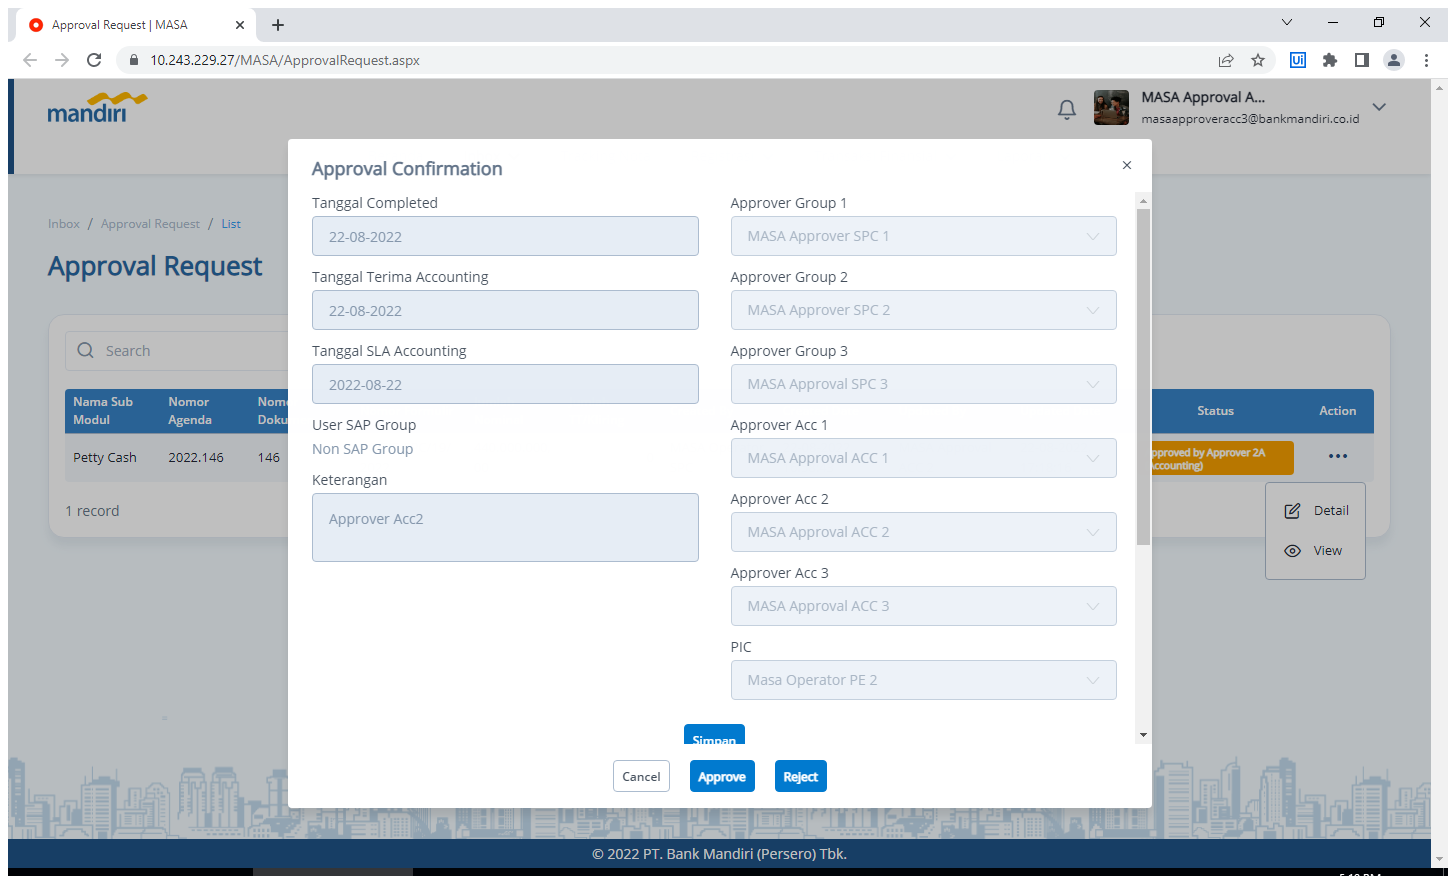 Approval Request | MASA
10.243.229.27/MASA/ApprovalRequest.aspx
Ui
mandiri
MASA Approval A...
masaapproveracc3@bankmandiri.co.id
Approval Confirmation
Inbox / Approval Request / List
Approval Request
Search
Nama Sub Modul
Nomor Agenda
Status
Action
Petty Cash
2022.146
146
pproved by Approver 2A
Accounting)
1 record
Detail
View
Tanggal Completed
22-08-2022
Tanggal Terima Accounting
22-08-2022
Tanggal SLA Accounting
2022-08-22
User SAP Group
Non SAP Group
Keterangan
Approver Acc2
Approver Group 1
MASA Approver SPC 1
Approver Group 2
MASA Approver SPC 2
Approver Group 3
MASA Approval SPC 3
Approver Acc 1
MASA Approval ACC 1
Approver Acc 2
MASA Approval ACC 2
Approver Acc 3
MASA Approval ACC 3
PIC
Masa Operator PE 2
Simpan
Cancel
Approve
Reject
© 2022 PT. Bank Mandiri (Persero) Tbk.